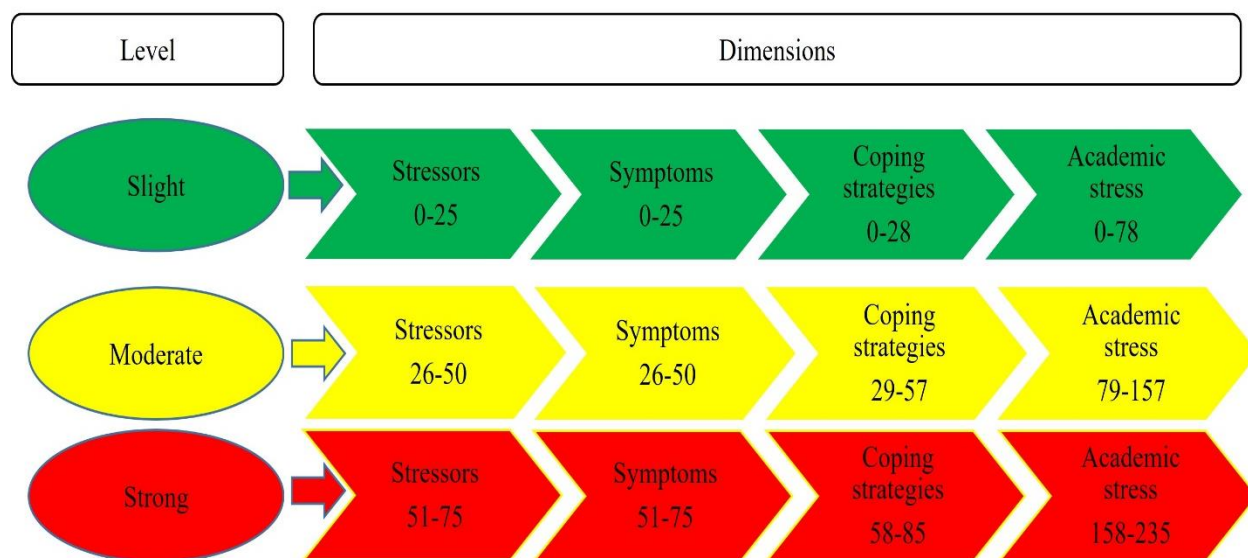 Level
Dimensions
Slight
Stressors
0-25
Symptoms
0-25
Coping
strategies
0-28
Academic
stress
0-78
Moderate
Stressors
26-50
Symptoms
26-50
Coping
strategies
29-57
Academic
stress
79-157
Strong
Stressors
51-75
Symptoms
51-75
Coping
strategies
58-85
Academic
stress
158-235